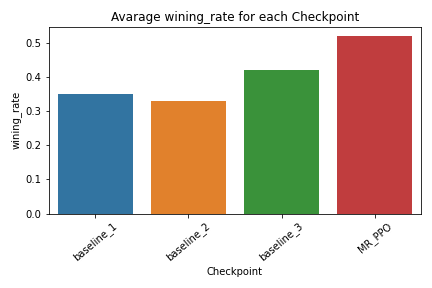 Avarage wining_rate for each Checkpoint
wining_rate
0.5
0.4
0.3
0.2
0.1
0.0
baseline_1
baseline_2
baseline_3
MR_PPO
Checkpoint